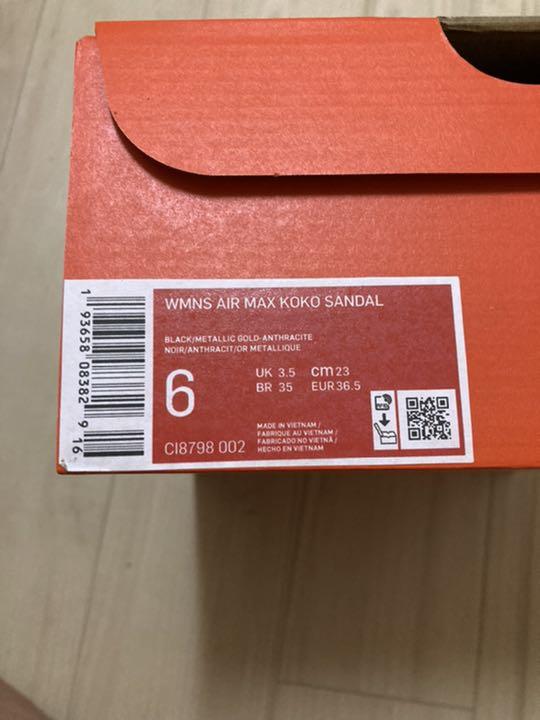 WMNS AIR MAX KOKO SANDAL
BLACK/METALLIC GOLD-ANTHRACITE
NOIR/ANTHRACIT/OR METALLIQUE
6
UK 3.5 cm 23
BR 35 EUR 36.5
CI8798 002
MADE IN VIETNAM /
FABRIQUE AU VIETNAM /
FABRICADO NO VIETNÃ /
HECHO EN VIETNAM
1 93658 08382 9 16